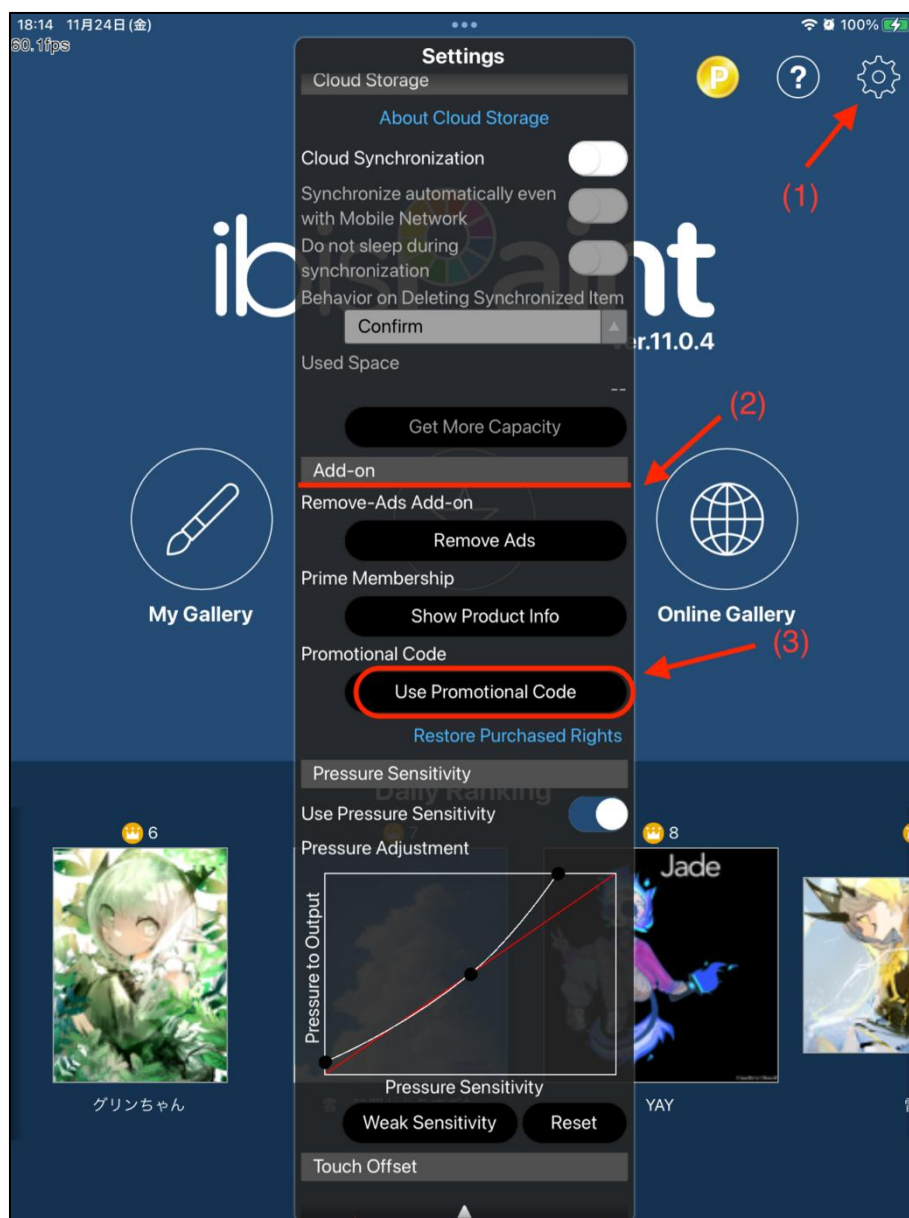 18:14 11月24日(金)
100%
60.1fps
Settings
Cloud Storage
P
?
About Cloud Storage
Cloud Synchronization
(1)
Synchronize automatically even
with Mobile Network
Do not sleep during
synchronization
ibisPaint
Behavior on Deleting Synchronized Item
Confirm
er.11.0.4
Used Space
--
(2)
Get More Capacity
Add-on
Remove-Ads Add-on
Remove Ads
Prime Membership
My Gallery
Show Product Info
Online Gallery
Promotional Code
(3)
Use Promotional Code
Restore Purchased Rights
Pressure Sensitivity
Daily Ranking
Use Pressure Sensitivity
6
7
8
Pressure Adjustment
Jade
Pressure to Output
Pressure Sensitivity
グリンちゃん
YAY
Weak Sensitivity
Reset
Touch Offset